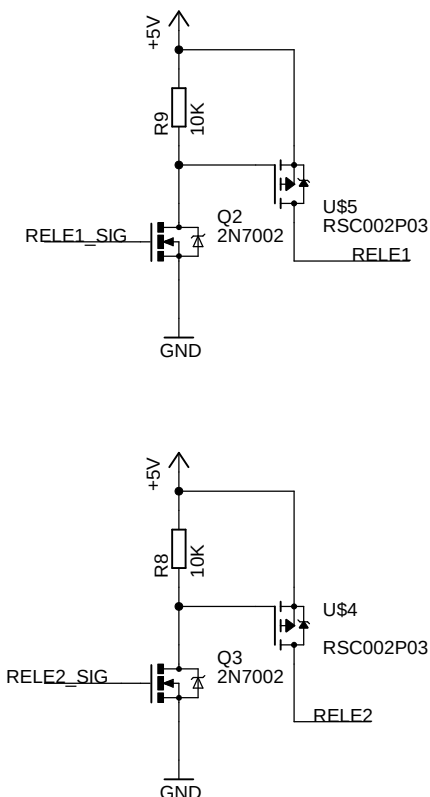 +5V
R9
10K
Q2
2N7002
RELE1_SIG
U$5
RSC002P03
RELE1
GND
+5V
R8
10K
U$4
RSC002P03
Q3
2N7002
RELE2_SIG
RELE2
GND